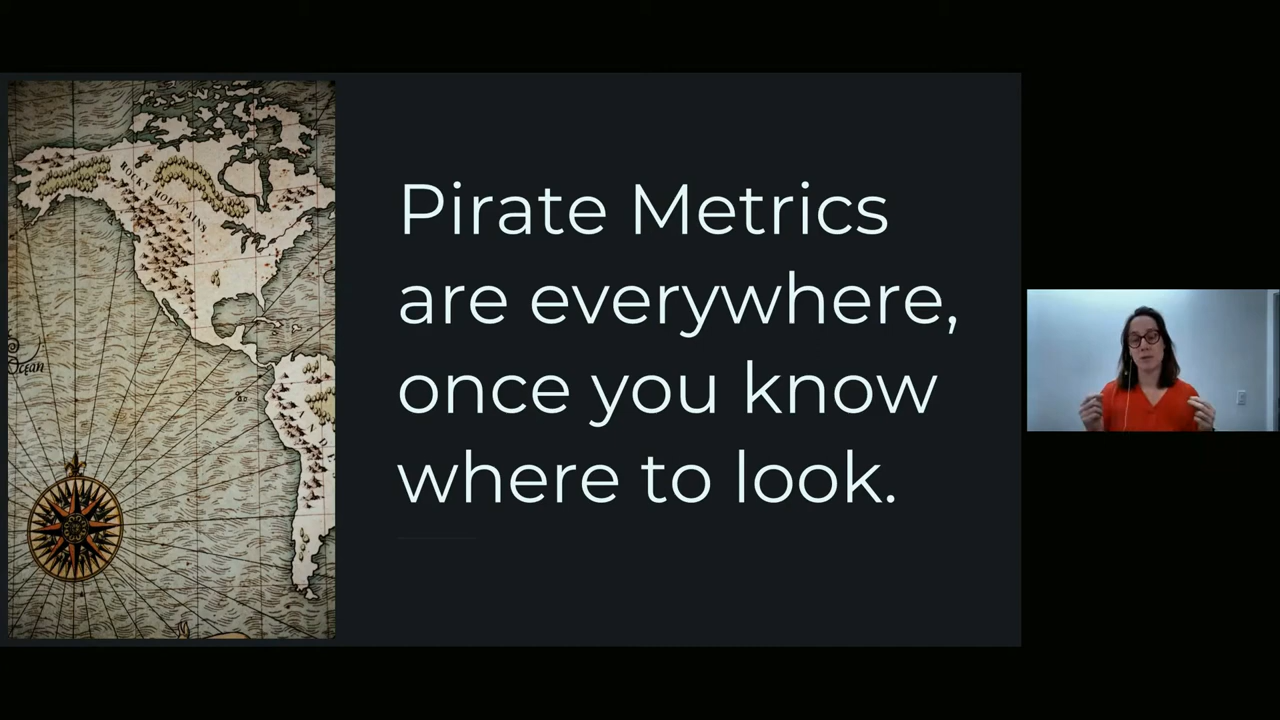 ROCKY MOUNTAINS
Ocean
Pirate Metrics
are everywhere,
once you know
where to look.